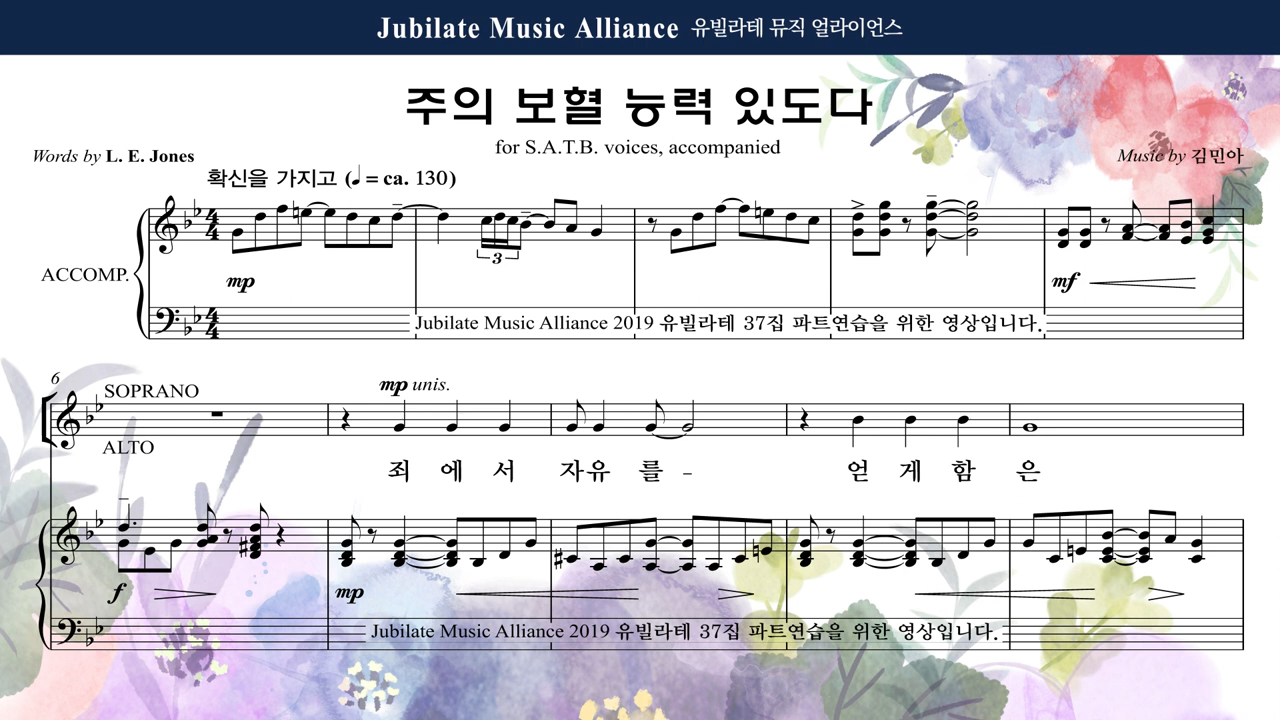 Jubilate Music Alliance 유빌라테 뮤직 얼라이언스
주의 보혈 능력 있도다
for S.A.T.B. voices, accompanied
Words by L. E. Jones
Music by 김민아
확신을 가지고 (♩ = ca. 130)
ACCOMP.
3
mp
mf
Jubilate Music Alliance 2019 유빌라테 37집 파트연습을 위한 영상입니다.
6
SOPRANO
mp unis.
ALTO
죄 에 서 자유 를 - 얻 게 함 은
f
mp
Jubilate Music Alliance 2019 유빌라테 37집 파트연습을 위한 영상입니다.